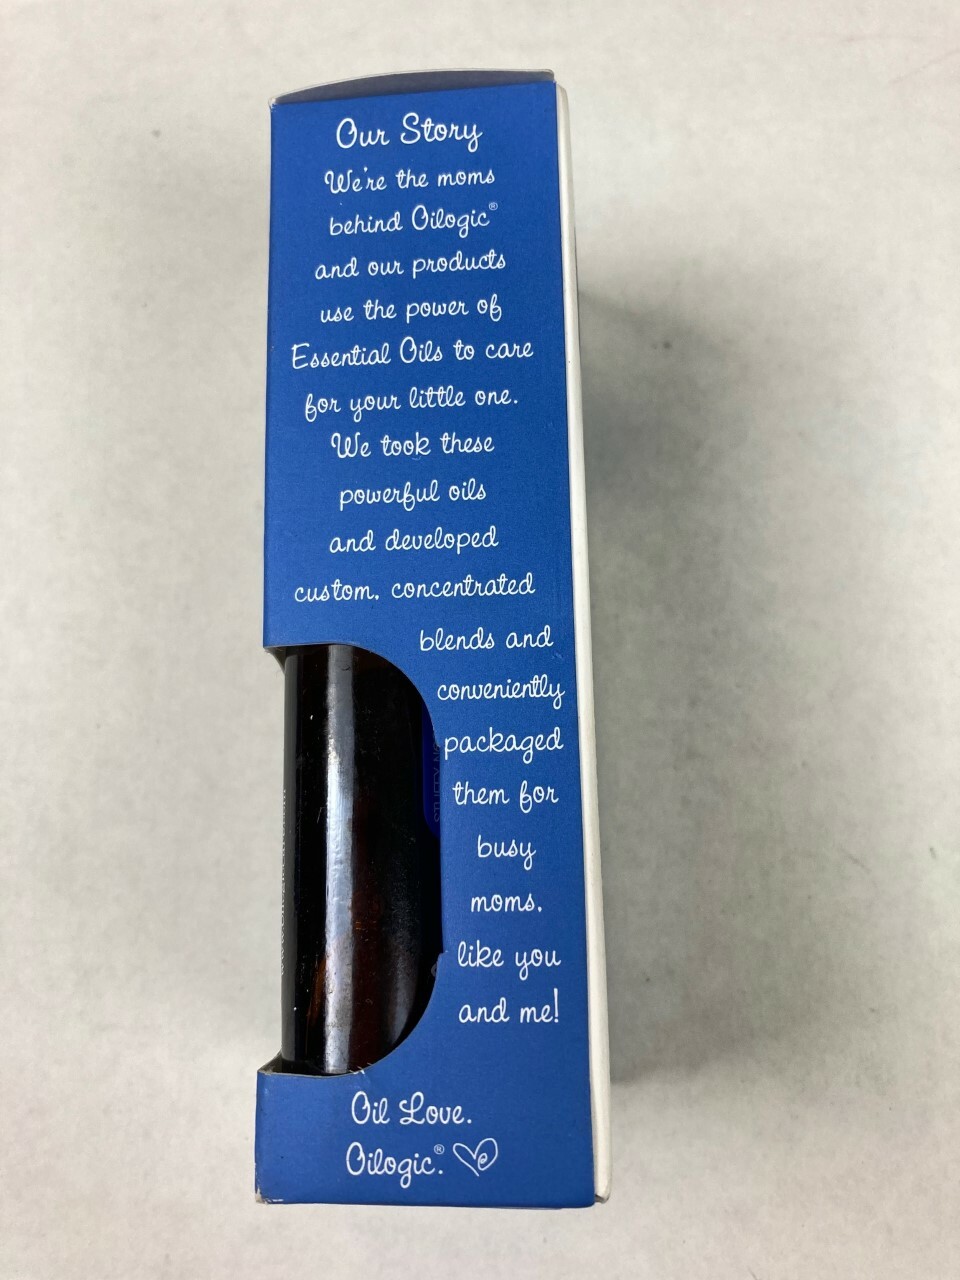 Our Story
We're the moms
behind Oilogic®
and our products
use the power of
Essential Oils to care
for your little one.
We took these
powerful oils
and developed
custom, concentrated
blends and
conveniently
packaged
them for
busy
moms,
like you
and me!
Oil Love.
Oilogic®.